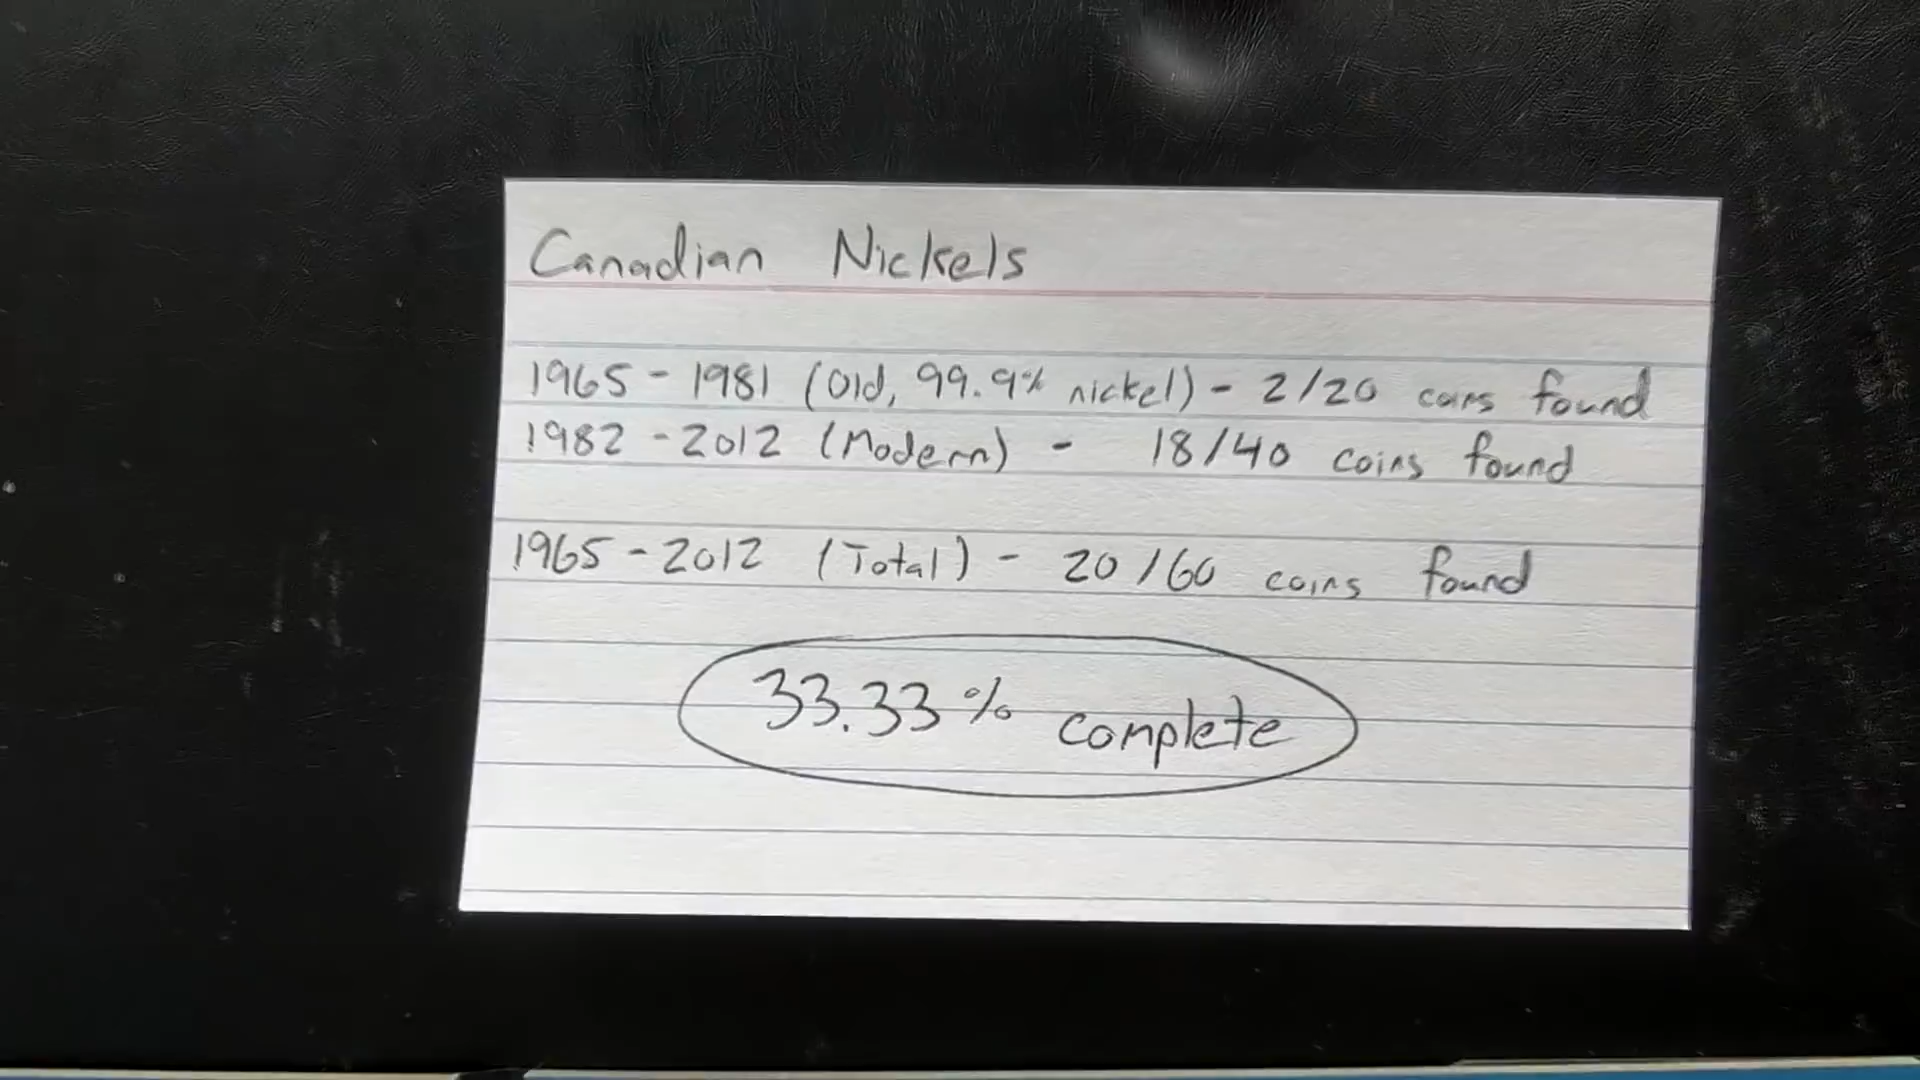 Canadian Nickels
1965 - 1981 (Old, 99.9% nickel) - 2/20 coins found
1982 - 2012 (Modern) - 18/40 coins found
1965 - 2012 (Total) - 20/60 coins found
33.33% complete